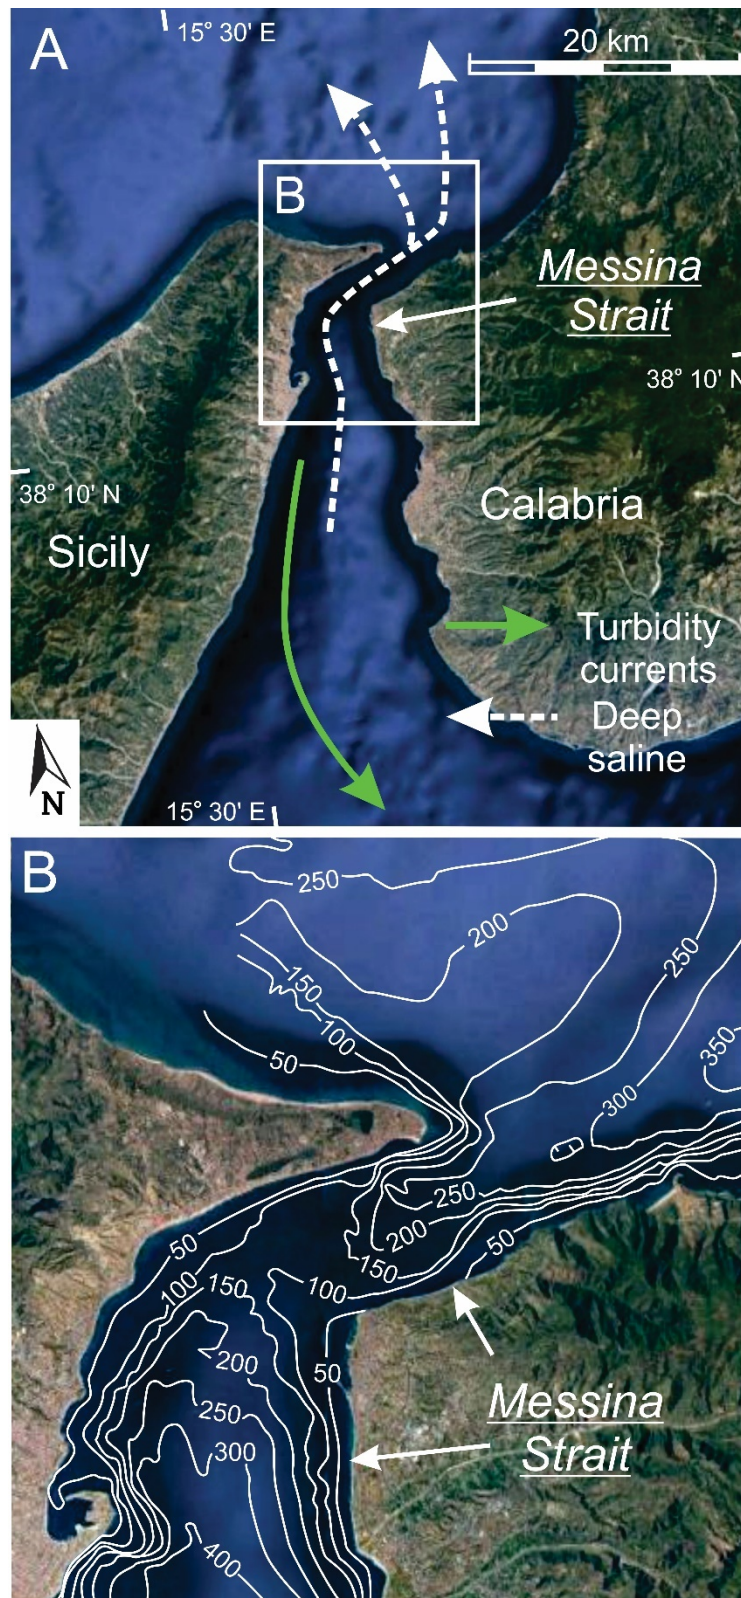 A
15° 30' E
20 km
B
Messina
Strait
38° 10' N
38° 10' N
Sicily
Calabria
Turbidity
currents
Deep
saline
N
15° 30' E
B
250
200
250
150
100
50
350
300
250
200
150
50
50
100
150
100
200
50
250
300
400
Messina
Strait